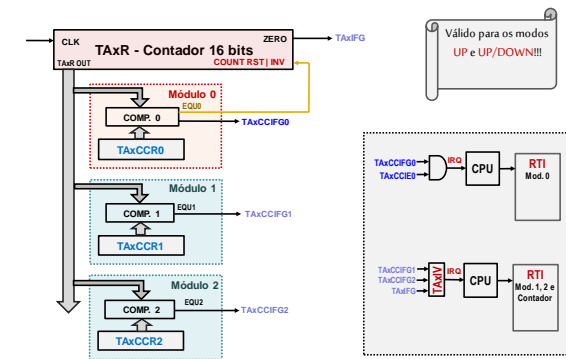 CLK
ZERO
TAxIFG
TAxR - Contador 16 bits
TAxR OUT
COUNT RST | INV
Válido para os modos
UP e UP/DOWN!!!
Módulo 0
EQU0
COMP. 0
TAxCCIFG0
TAxCCR0
Módulo 1
EQU1
COMP. 1
TAxCCIFG1
TAxCCR1
Módulo 2
EQU2
COMP. 2
TAxCCIFG2
TAxCCR2
TAxCCIFG0
TAxCCIE0
IRQ
CPU
RTI
Mod. 0
TAxCCIFG1
TAxCCIFG2
TAxIFG
TAxIV
IRQ
CPU
RTI
Mod. 1, 2 e
Contador